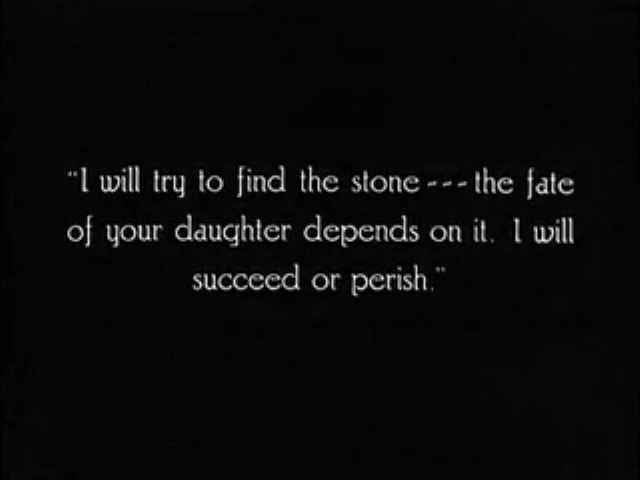 "I will try to find the stone---the fate
of your daughter depends on it. I will
succeed or perish."